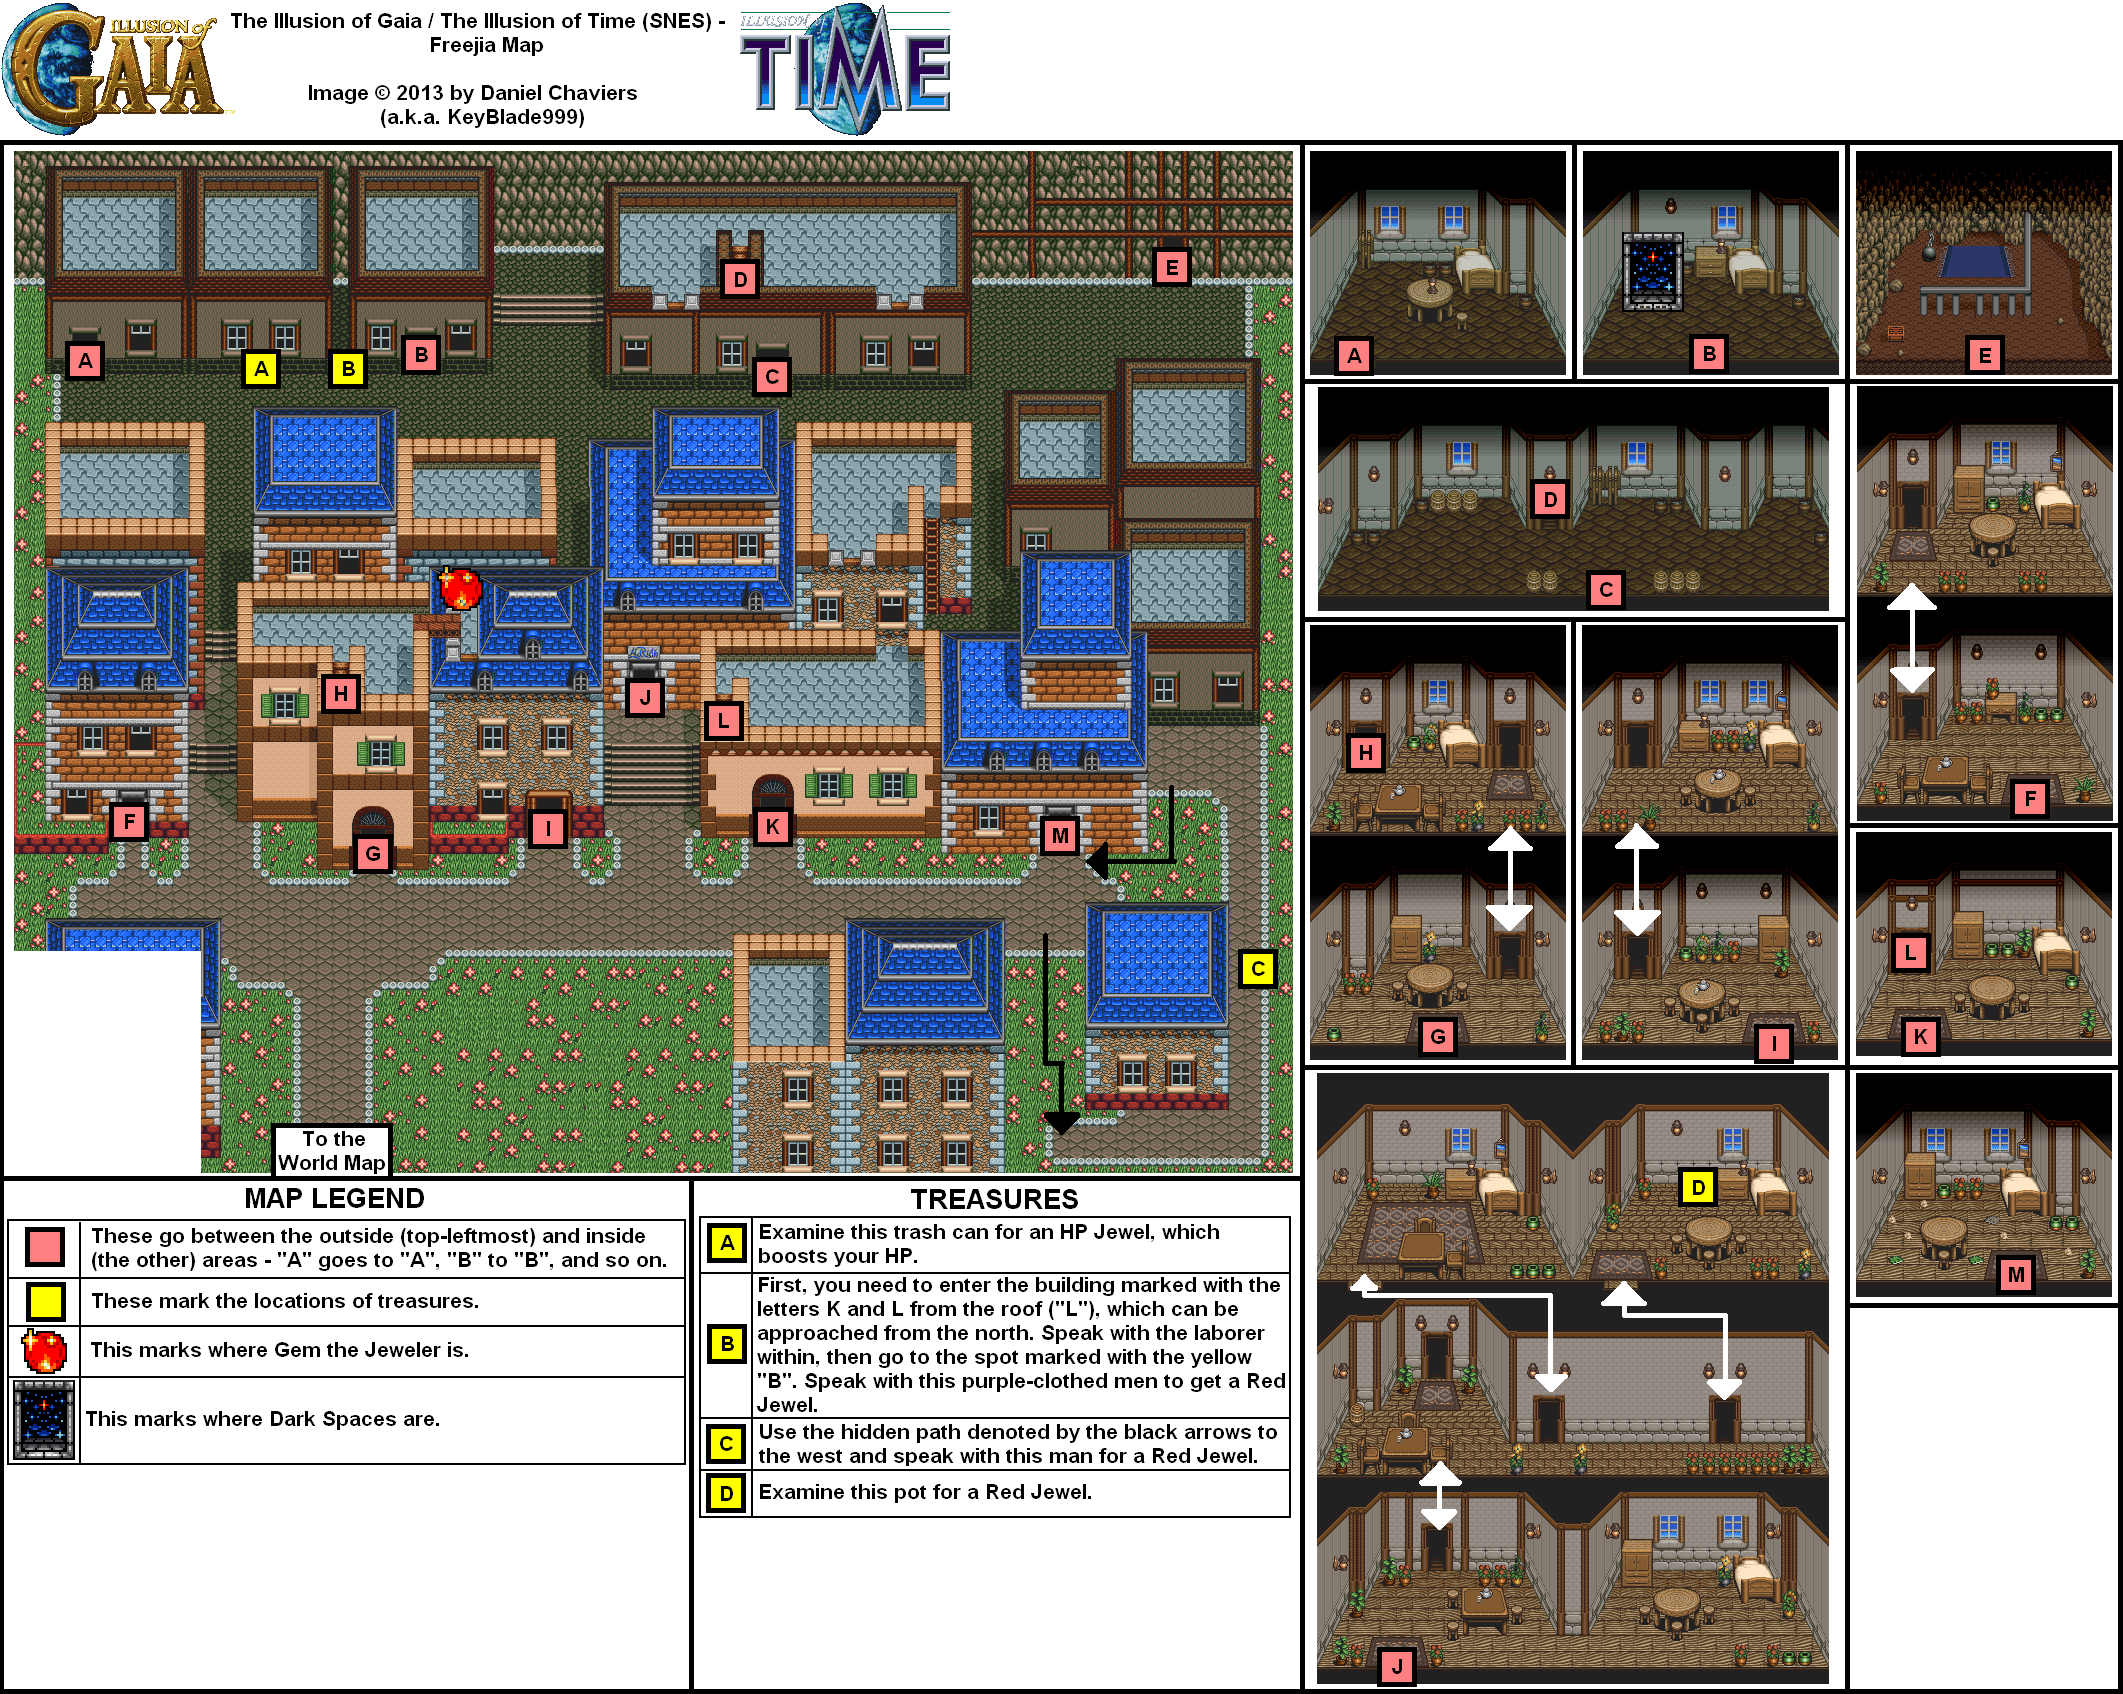 ILLUSION of
GAIA
TM
The Illusion of Gaia / The Illusion of Time (SNES) -
Freejia Map
Image © 2013 by Daniel Chaviers
(a.k.a. KeyBlade999)
ILLUSION of
TIME
A
A
B
B
C
D
E
F
G
H
I
J
K
L
M
C
To the
World Map
A
B
E
D
C
H
G
I
F
L
K
D
M
J
MAP LEGEND
These go between the outside (top-leftmost) and inside
(the other) areas - "A" goes to "A", "B" to "B", and so on.
These mark the locations of treasures.
This marks where Gem the Jeweler is.
This marks where Dark Spaces are.
TREASURES
A
Examine this trash can for an HP Jewel, which
boosts your HP.
B
First, you need to enter the building marked with the
letters K and L from the roof ("L"), which can be
approached from the north. Speak with the laborer
within, then go to the spot marked with the yellow
"B". Speak with this purple-clothed men to get a Red
Jewel.
C
Use the hidden path denoted by the black arrows to
the west and speak with this man for a Red Jewel.
D
Examine this pot for a Red Jewel.